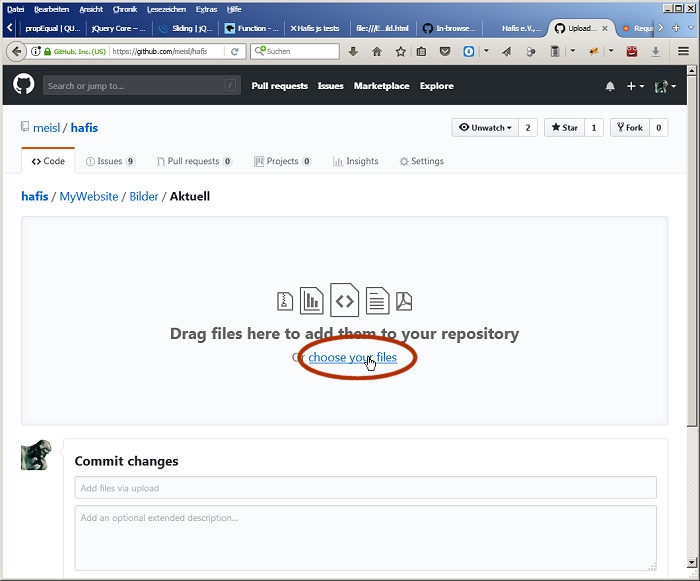 Datei Bearbeiten Ansicht Chronik Lesezeichen Extras Hilfe
propEqual | QU... jQuery Core – ... Sliding | jQ... Function - ... Hafis js tests file:///E...ild.html In-browse... Hafis e.V., ... Upload... Requ
GitHub, Inc. (US) https://github.com/meisl/hafis Suchen
Search or jump to... / Pull requests Issues Marketplace Explore
meisl / hafis Unwatch 2 Star 1 Fork 0
Code Issues 9 Pull requests 0 Projects 0 Insights Settings
hafis / MyWebsite / Bilder / Aktuell
Drag files here to add them to your repository
Or choose your files
Commit changes
Add files via upload
Add an optional extended description...